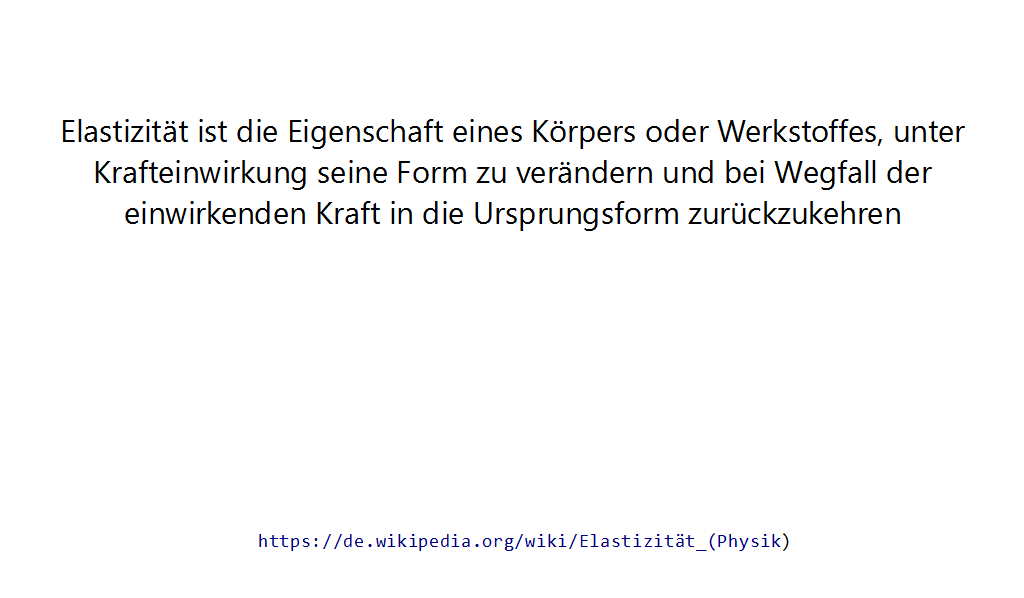 Elastizität ist die Eigenschaft eines Körpers oder Werkstoffes, unter
Krafteinwirkung seine Form zu verändern und bei Wegfall der
einwirkenden Kraft in die Ursprungsform zurückzukehren
https://de.wikipedia.org/wiki/Elastizität_(Physik)